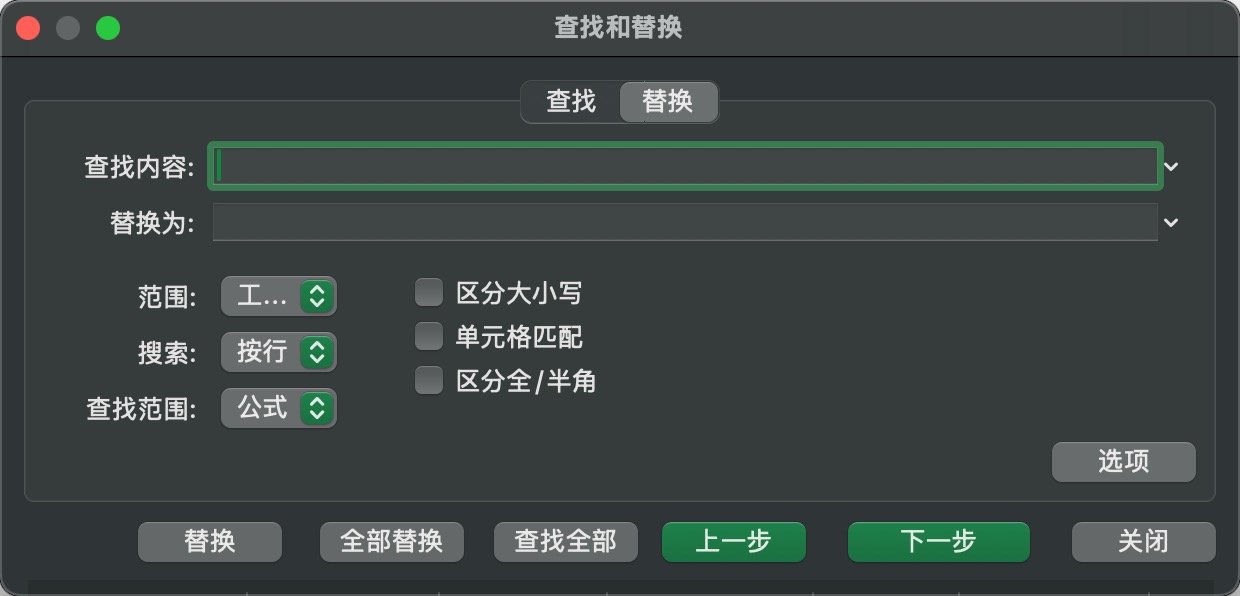 查找和替换
查找 替换
查找内容:
替换为:
范围: 工... 区分大小写
单元格匹配
搜索: 按行
区分全/半角
查找范围: 公式
选项
替换 全部替换 查找全部 上一步 下一步 关闭